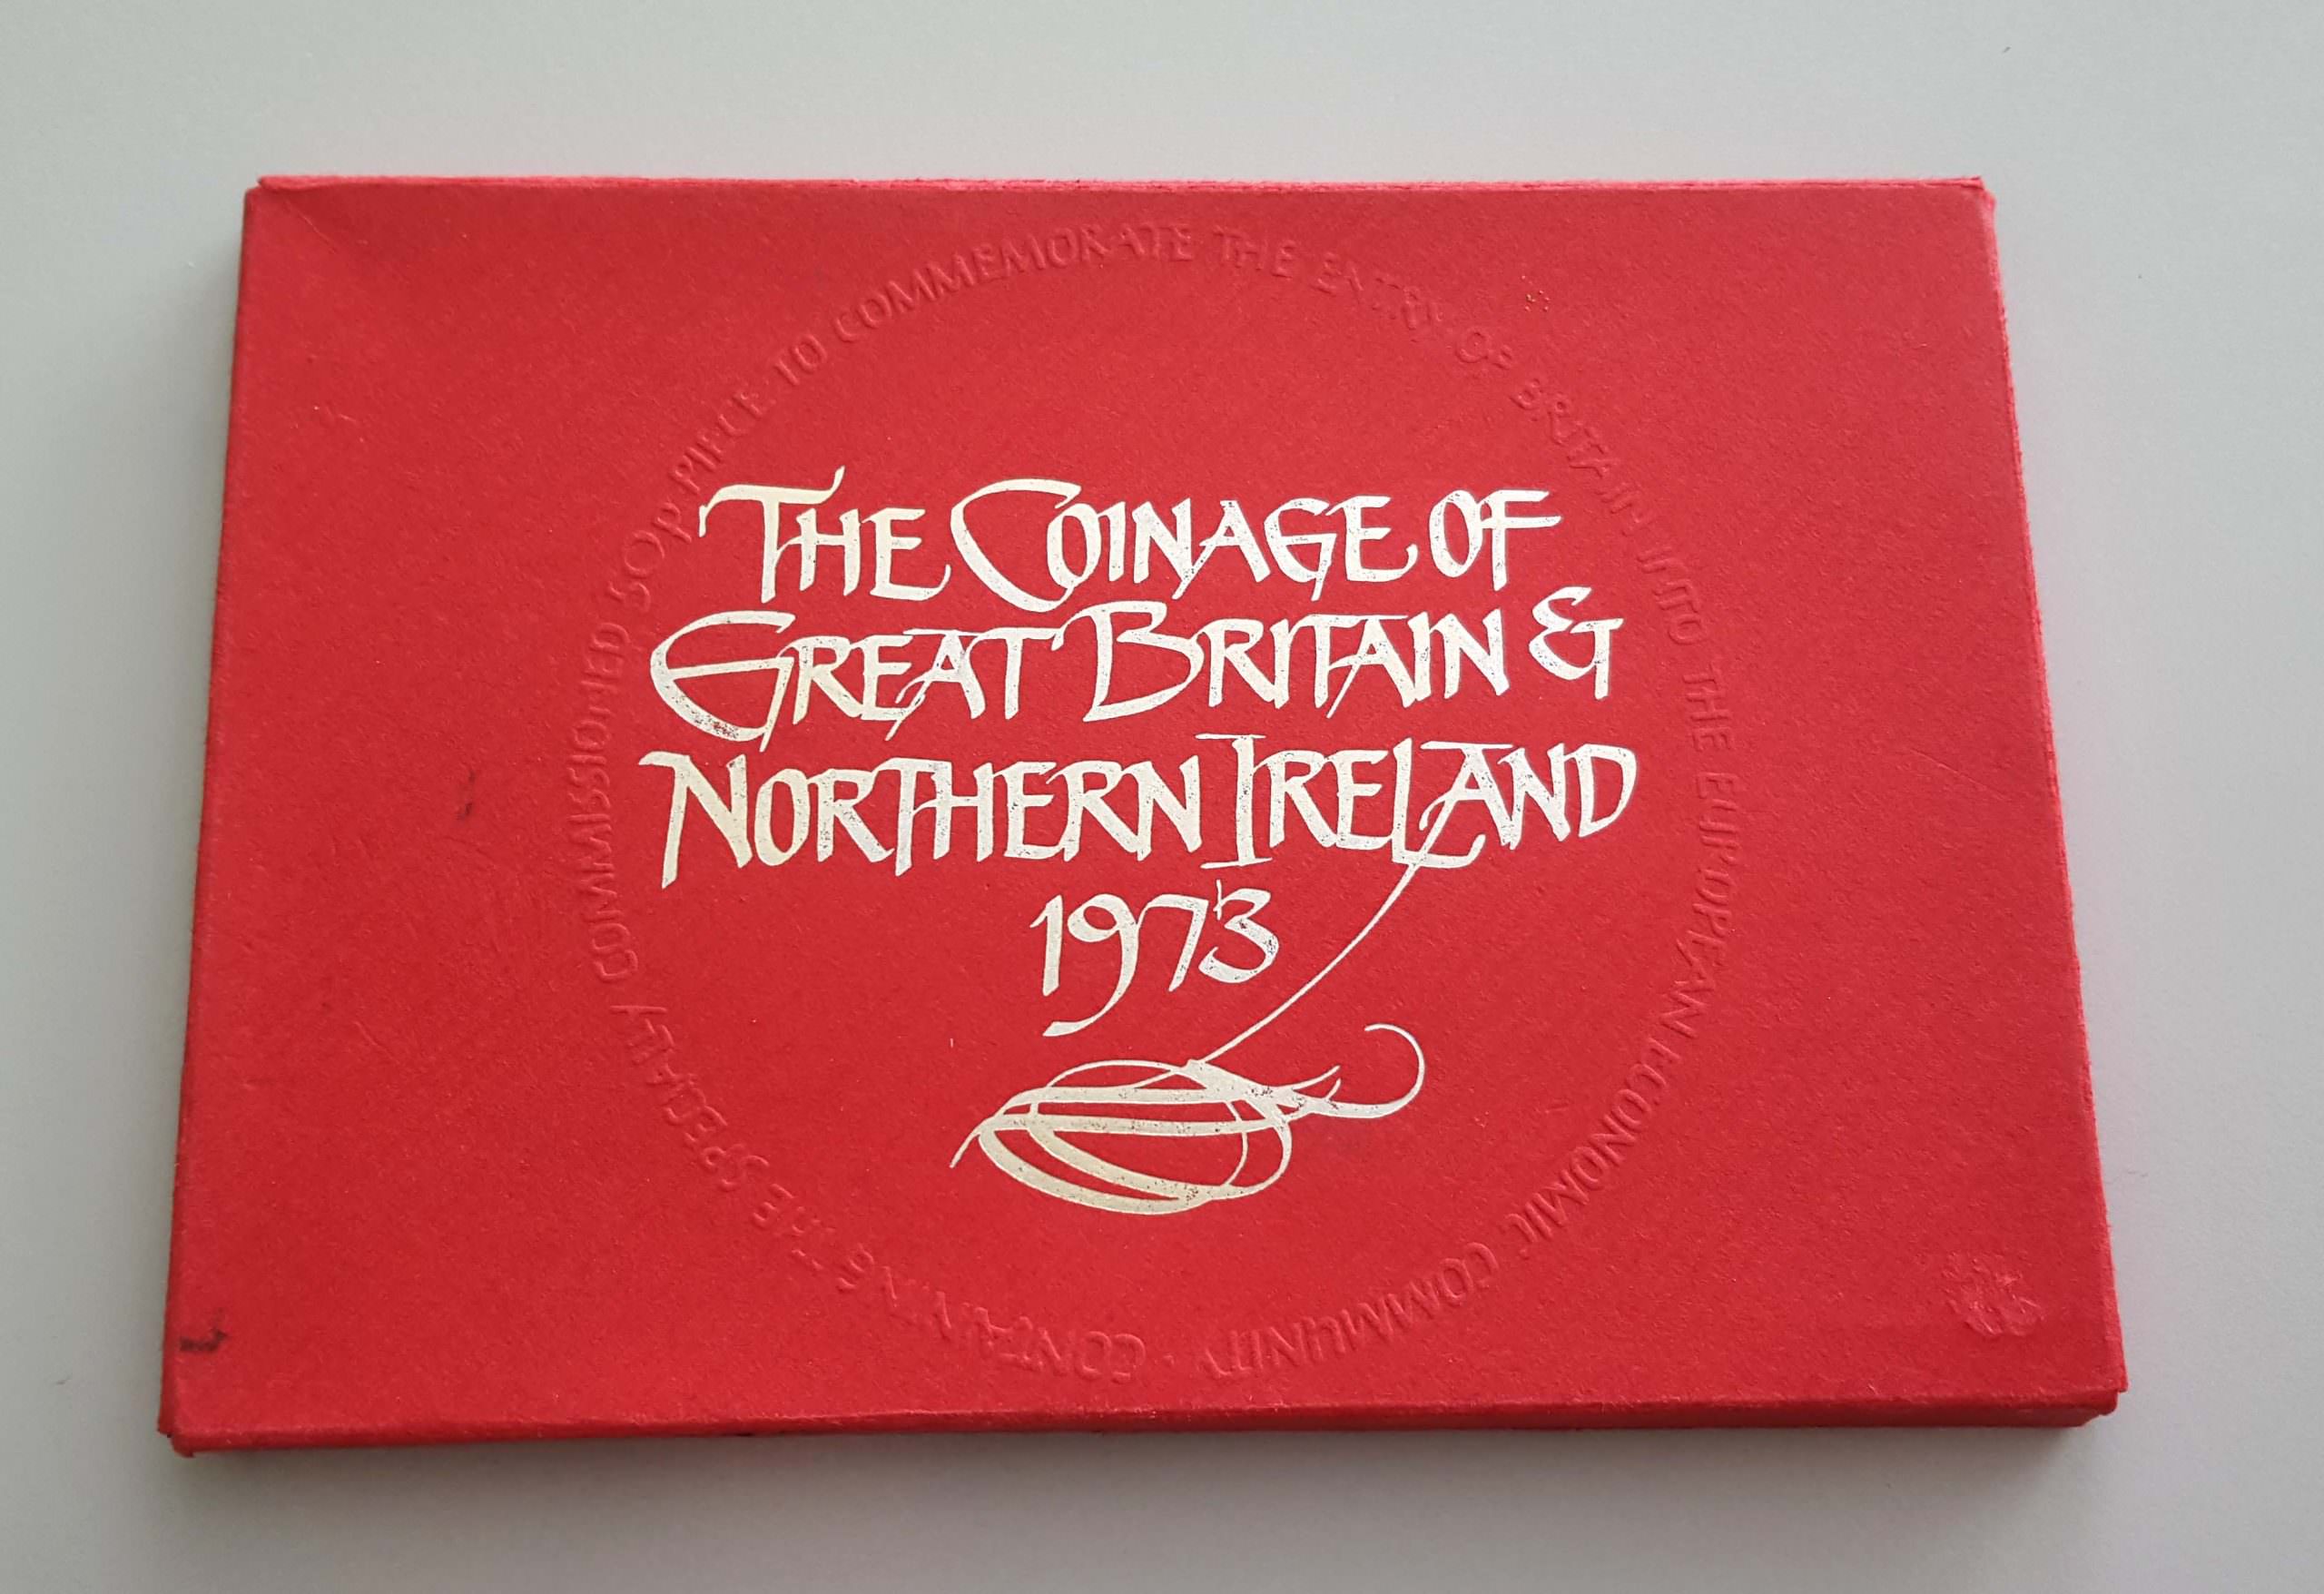 THE COINAGE OF
GREAT BRITAIN &
NORTHERN IRELAND
1973
CONTAINING THE SPECIALLY COMMISSIONED 50p PIECE TO COMMEMORATE THE ENTRY OF BRITAIN INTO THE EUROPEAN ECONOMIC COMMUNITY ·